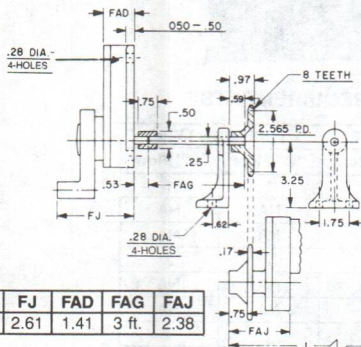 FAD
.050 – .50
.28 DIA.
4-HOLES
.97
8 TEETH
.75
.59
.50
2.565 P.D.
.25
3.25
.53
FAG
FJ
.28 DIA.
4-HOLES
.62
1.75
.17
.75
FAJ
FJ FAD FAG FAJ
2.61 1.41 3 ft. 2.38